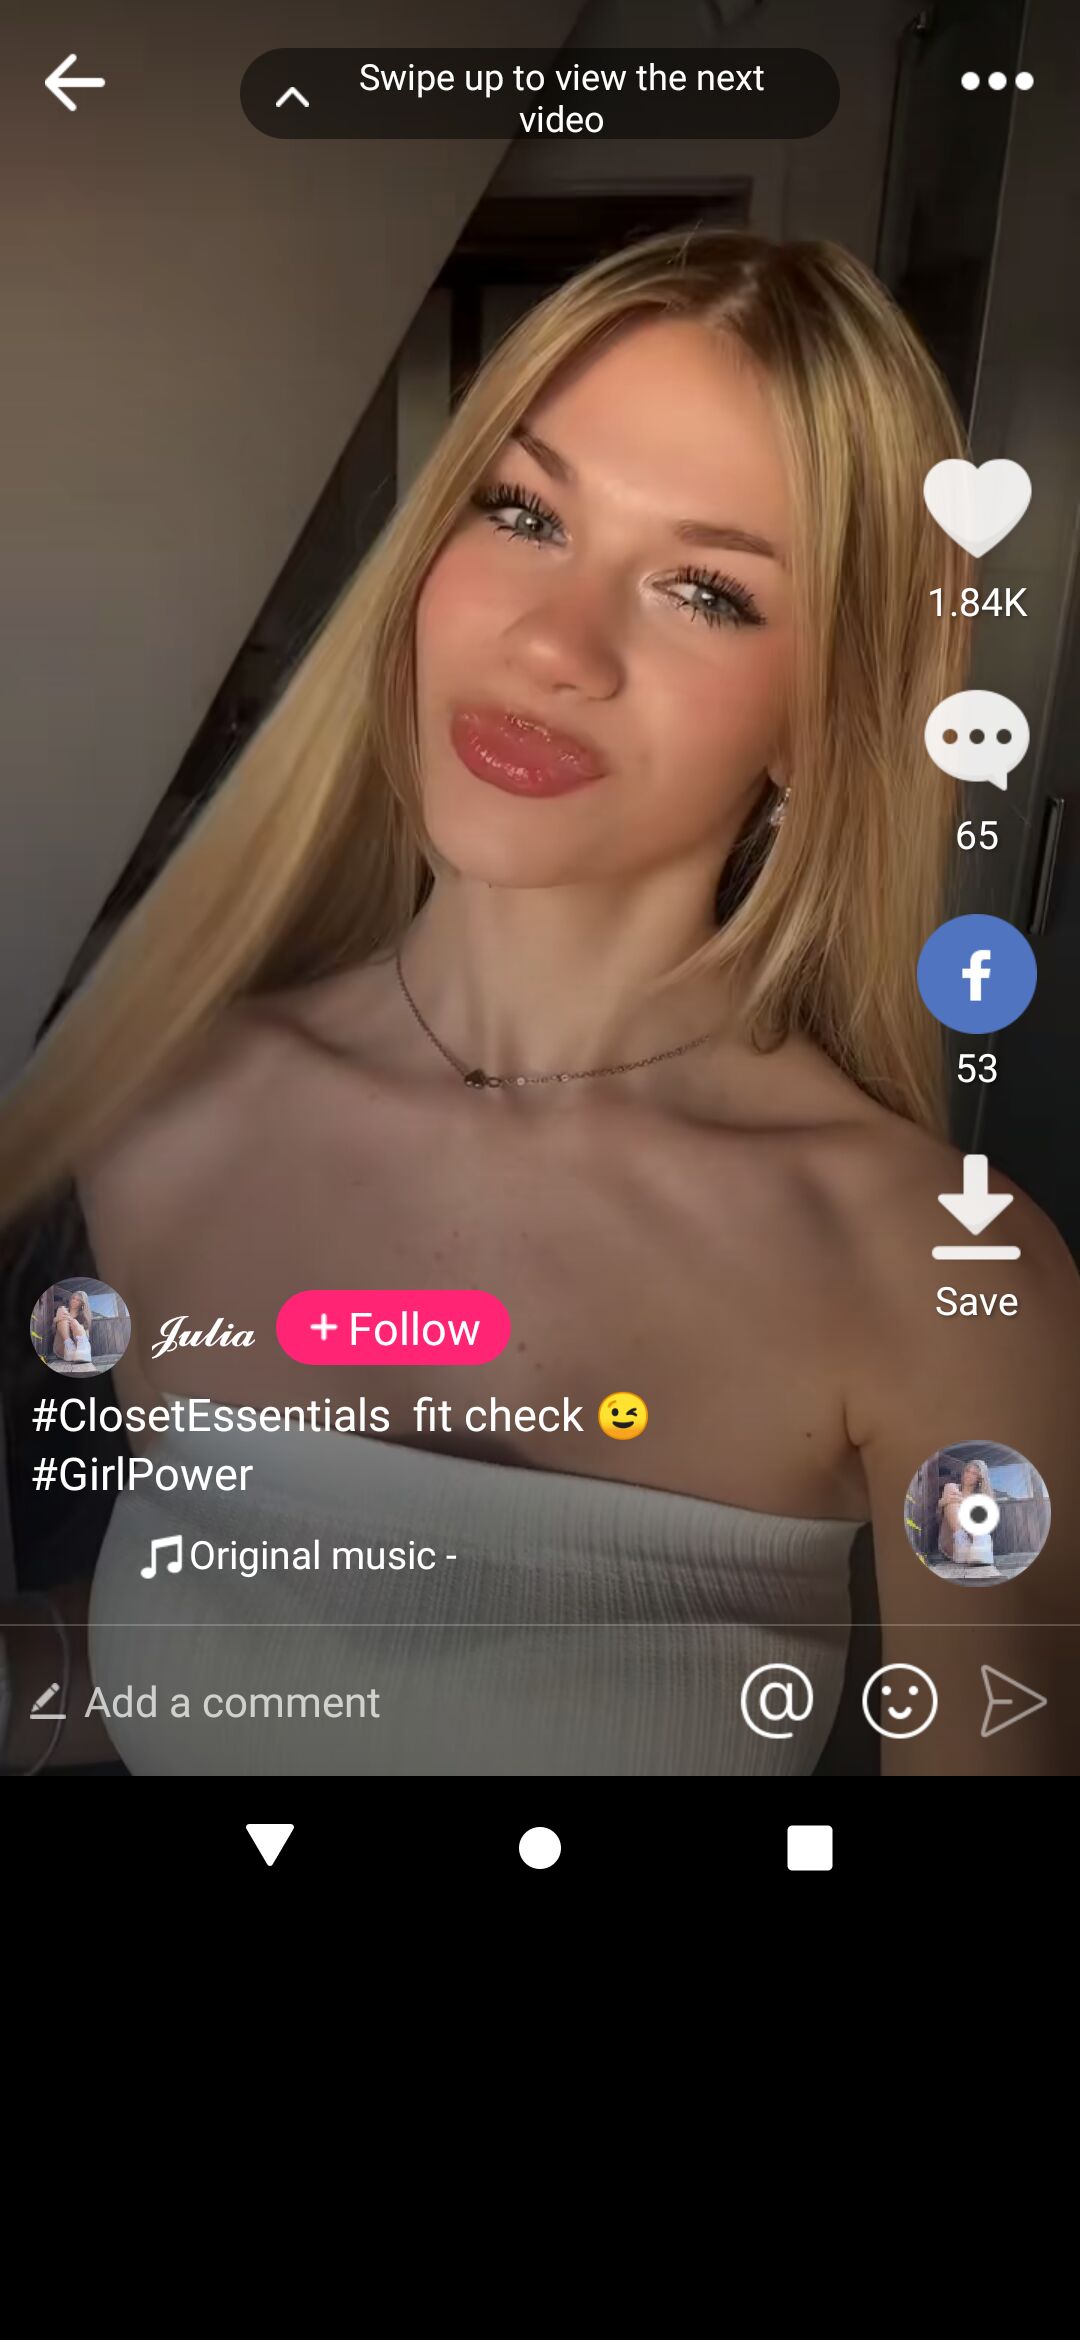 Swipe up to view the next
video
1.84K
65
53
Save
Julia
+ Follow
#ClosetEssentials fit check 😉
#GirlPower
Original music -
Add a comment